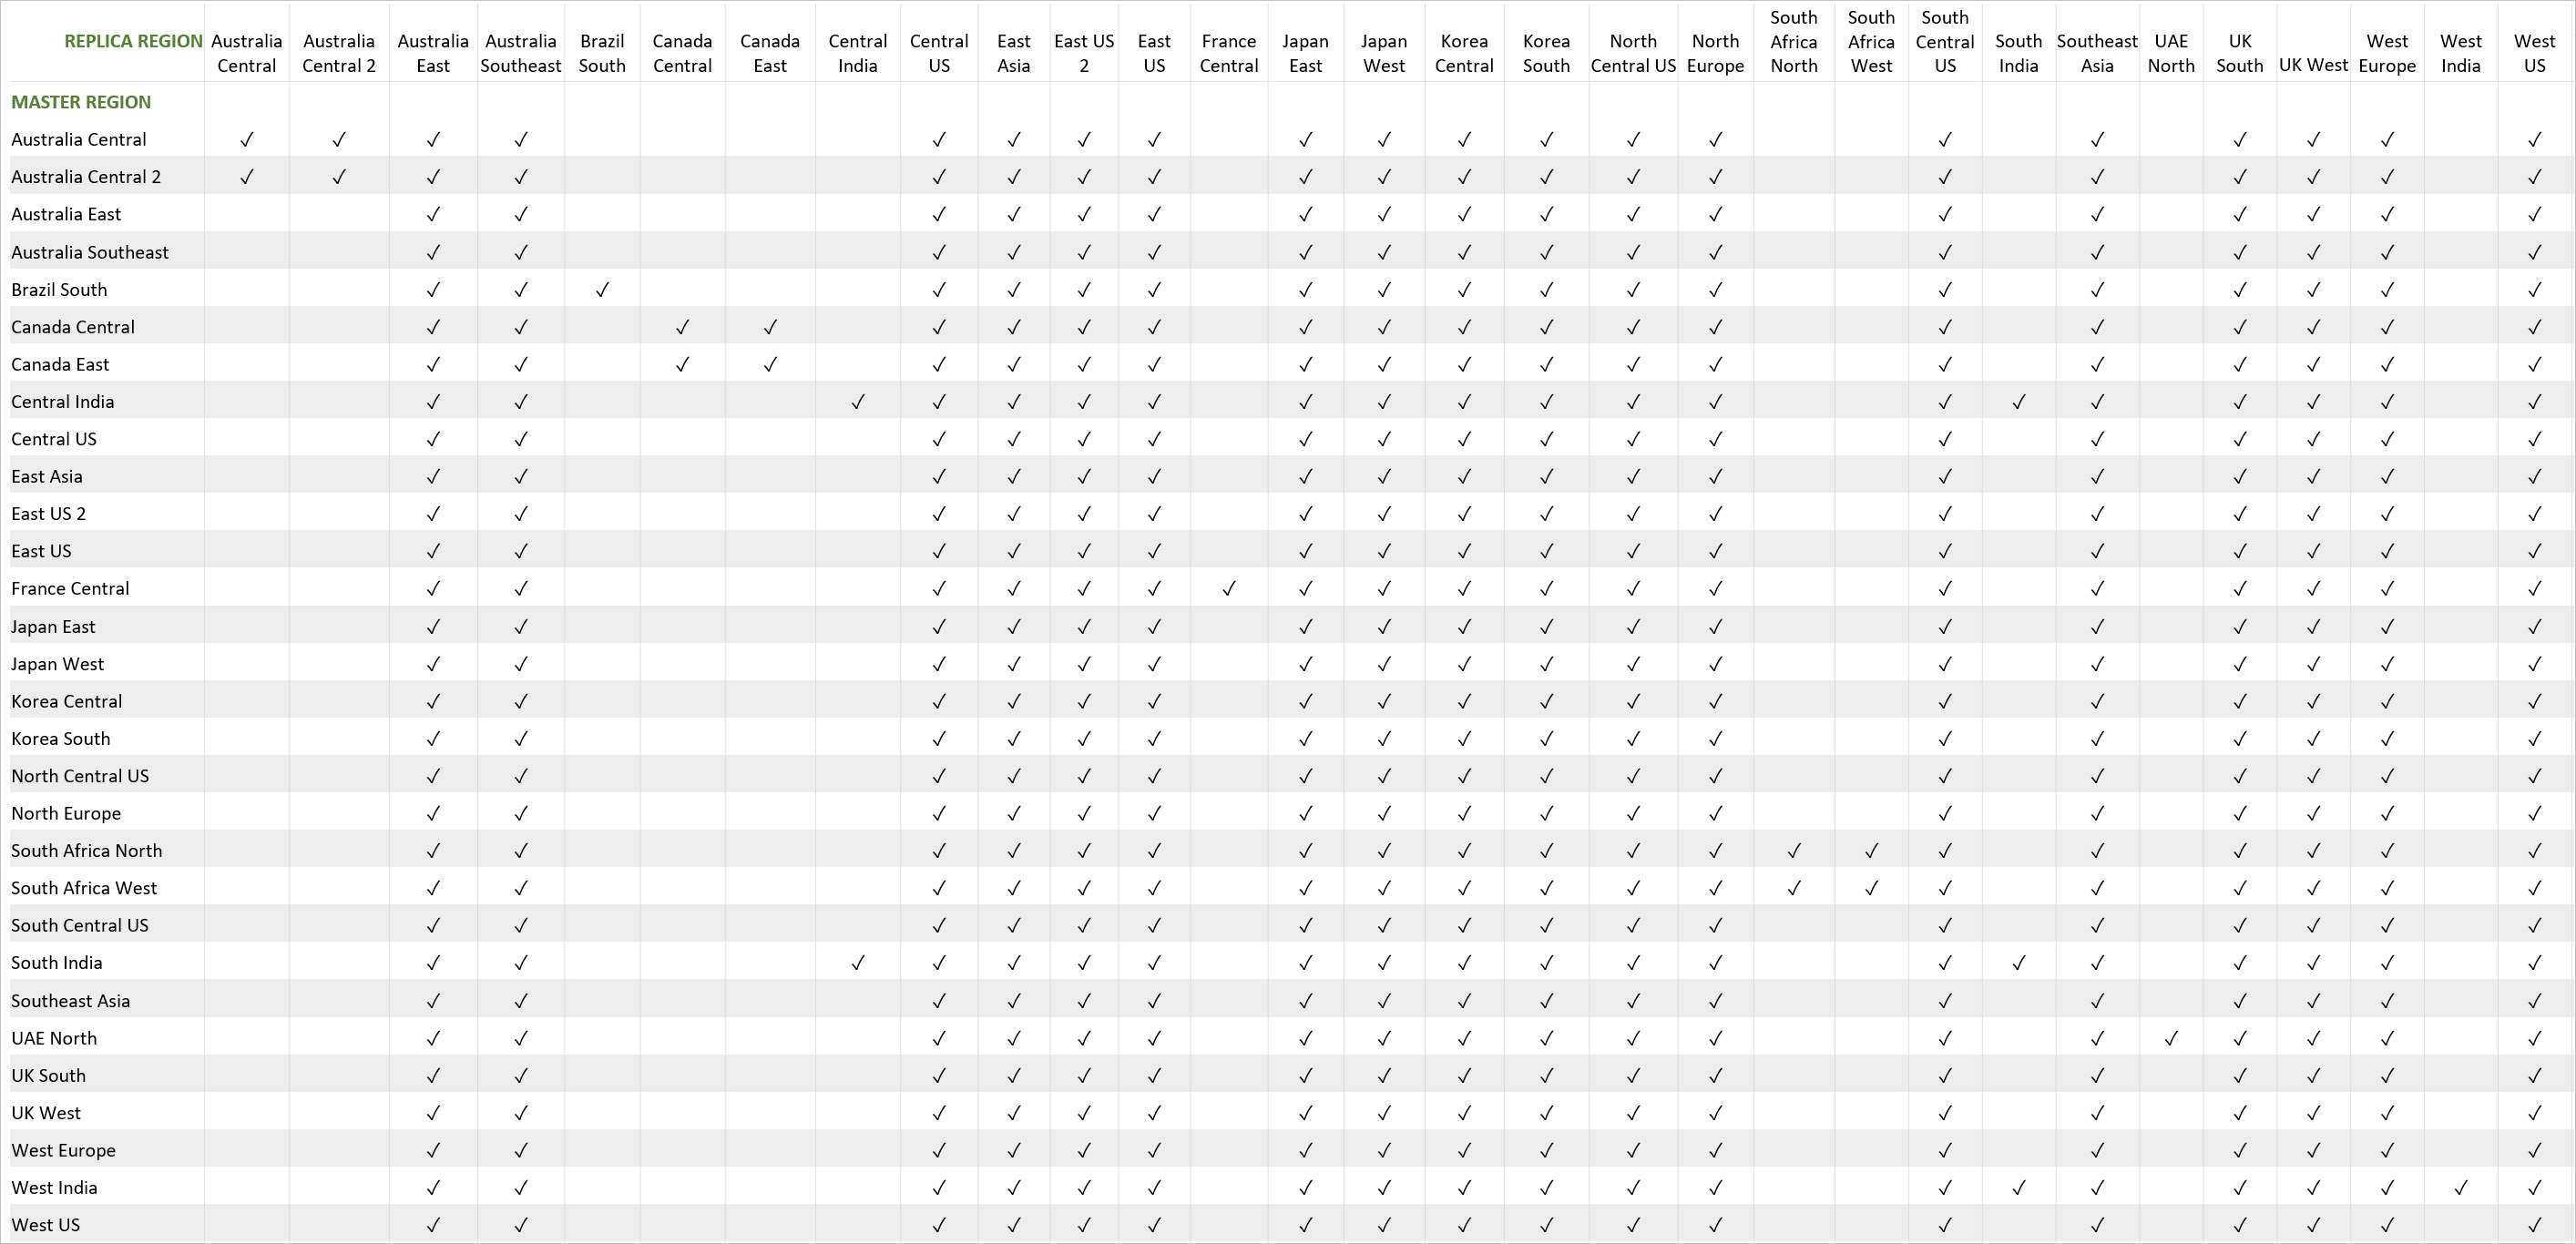 South South South
REPLICA REGION Australia Australia Australia Australia Brazil Canada Canada Central Central East East US East France Japan Japan Korea Korea North North Africa Africa Central South Southeast UAE UK West West West
Central Central 2 East Southeast South Central East India US Asia 2 US Central East West Central South Central US Europe North West US India Asia North South UK West Europe India US
MASTER REGION
Australia Central ✓ ✓ ✓ ✓ ✓ ✓ ✓ ✓ ✓ ✓ ✓ ✓ ✓ ✓ ✓ ✓ ✓ ✓ ✓ ✓
Australia Central 2 ✓ ✓ ✓ ✓ ✓ ✓ ✓ ✓ ✓ ✓ ✓ ✓ ✓ ✓ ✓ ✓ ✓ ✓ ✓ ✓
Australia East ✓ ✓ ✓ ✓ ✓ ✓ ✓ ✓ ✓ ✓ ✓ ✓ ✓ ✓ ✓ ✓ ✓ ✓
Australia Southeast ✓ ✓ ✓ ✓ ✓ ✓ ✓ ✓ ✓ ✓ ✓ ✓ ✓ ✓ ✓ ✓ ✓ ✓
Brazil South ✓ ✓ ✓ ✓ ✓ ✓ ✓ ✓ ✓ ✓ ✓ ✓ ✓ ✓ ✓ ✓ ✓ ✓ ✓
Canada Central ✓ ✓ ✓ ✓ ✓ ✓ ✓ ✓ ✓ ✓ ✓ ✓ ✓ ✓ ✓ ✓ ✓ ✓ ✓ ✓
Canada East ✓ ✓ ✓ ✓ ✓ ✓ ✓ ✓ ✓ ✓ ✓ ✓ ✓ ✓ ✓ ✓ ✓ ✓ ✓ ✓
Central India ✓ ✓ ✓ ✓ ✓ ✓ ✓ ✓ ✓ ✓ ✓ ✓ ✓ ✓ ✓ ✓ ✓ ✓ ✓ ✓
Central US ✓ ✓ ✓ ✓ ✓ ✓ ✓ ✓ ✓ ✓ ✓ ✓ ✓ ✓ ✓ ✓ ✓ ✓
East Asia ✓ ✓ ✓ ✓ ✓ ✓ ✓ ✓ ✓ ✓ ✓ ✓ ✓ ✓ ✓ ✓ ✓ ✓
East US 2 ✓ ✓ ✓ ✓ ✓ ✓ ✓ ✓ ✓ ✓ ✓ ✓ ✓ ✓ ✓ ✓ ✓ ✓
East US ✓ ✓ ✓ ✓ ✓ ✓ ✓ ✓ ✓ ✓ ✓ ✓ ✓ ✓ ✓ ✓ ✓ ✓
France Central ✓ ✓ ✓ ✓ ✓ ✓ ✓ ✓ ✓ ✓ ✓ ✓ ✓ ✓ ✓ ✓ ✓ ✓ ✓
Japan East ✓ ✓ ✓ ✓ ✓ ✓ ✓ ✓ ✓ ✓ ✓ ✓ ✓ ✓ ✓ ✓ ✓ ✓
Japan West ✓ ✓ ✓ ✓ ✓ ✓ ✓ ✓ ✓ ✓ ✓ ✓ ✓ ✓ ✓ ✓ ✓ ✓
Korea Central ✓ ✓ ✓ ✓ ✓ ✓ ✓ ✓ ✓ ✓ ✓ ✓ ✓ ✓ ✓ ✓ ✓ ✓
Korea South ✓ ✓ ✓ ✓ ✓ ✓ ✓ ✓ ✓ ✓ ✓ ✓ ✓ ✓ ✓ ✓ ✓ ✓
North Central US ✓ ✓ ✓ ✓ ✓ ✓ ✓ ✓ ✓ ✓ ✓ ✓ ✓ ✓ ✓ ✓ ✓ ✓
North Europe ✓ ✓ ✓ ✓ ✓ ✓ ✓ ✓ ✓ ✓ ✓ ✓ ✓ ✓ ✓ ✓ ✓ ✓
South Africa North ✓ ✓ ✓ ✓ ✓ ✓ ✓ ✓ ✓ ✓ ✓ ✓ ✓ ✓ ✓ ✓ ✓ ✓ ✓ ✓
South Africa West ✓ ✓ ✓ ✓ ✓ ✓ ✓ ✓ ✓ ✓ ✓ ✓ ✓ ✓ ✓ ✓ ✓ ✓ ✓ ✓
South Central US ✓ ✓ ✓ ✓ ✓ ✓ ✓ ✓ ✓ ✓ ✓ ✓ ✓ ✓ ✓ ✓ ✓ ✓
South India ✓ ✓ ✓ ✓ ✓ ✓ ✓ ✓ ✓ ✓ ✓ ✓ ✓ ✓ ✓ ✓ ✓ ✓ ✓ ✓
Southeast Asia ✓ ✓ ✓ ✓ ✓ ✓ ✓ ✓ ✓ ✓ ✓ ✓ ✓ ✓ ✓ ✓ ✓ ✓
UAE North ✓ ✓ ✓ ✓ ✓ ✓ ✓ ✓ ✓ ✓ ✓ ✓ ✓ ✓ ✓ ✓ ✓ ✓ ✓
UK South ✓ ✓ ✓ ✓ ✓ ✓ ✓ ✓ ✓ ✓ ✓ ✓ ✓ ✓ ✓ ✓ ✓ ✓
UK West ✓ ✓ ✓ ✓ ✓ ✓ ✓ ✓ ✓ ✓ ✓ ✓ ✓ ✓ ✓ ✓ ✓ ✓
West Europe ✓ ✓ ✓ ✓ ✓ ✓ ✓ ✓ ✓ ✓ ✓ ✓ ✓ ✓ ✓ ✓ ✓ ✓
West India ✓ ✓ ✓ ✓ ✓ ✓ ✓ ✓ ✓ ✓ ✓ ✓ ✓ ✓ ✓ ✓ ✓ ✓ ✓ ✓
West US ✓ ✓ ✓ ✓ ✓ ✓ ✓ ✓ ✓ ✓ ✓ ✓ ✓ ✓ ✓ ✓ ✓ ✓